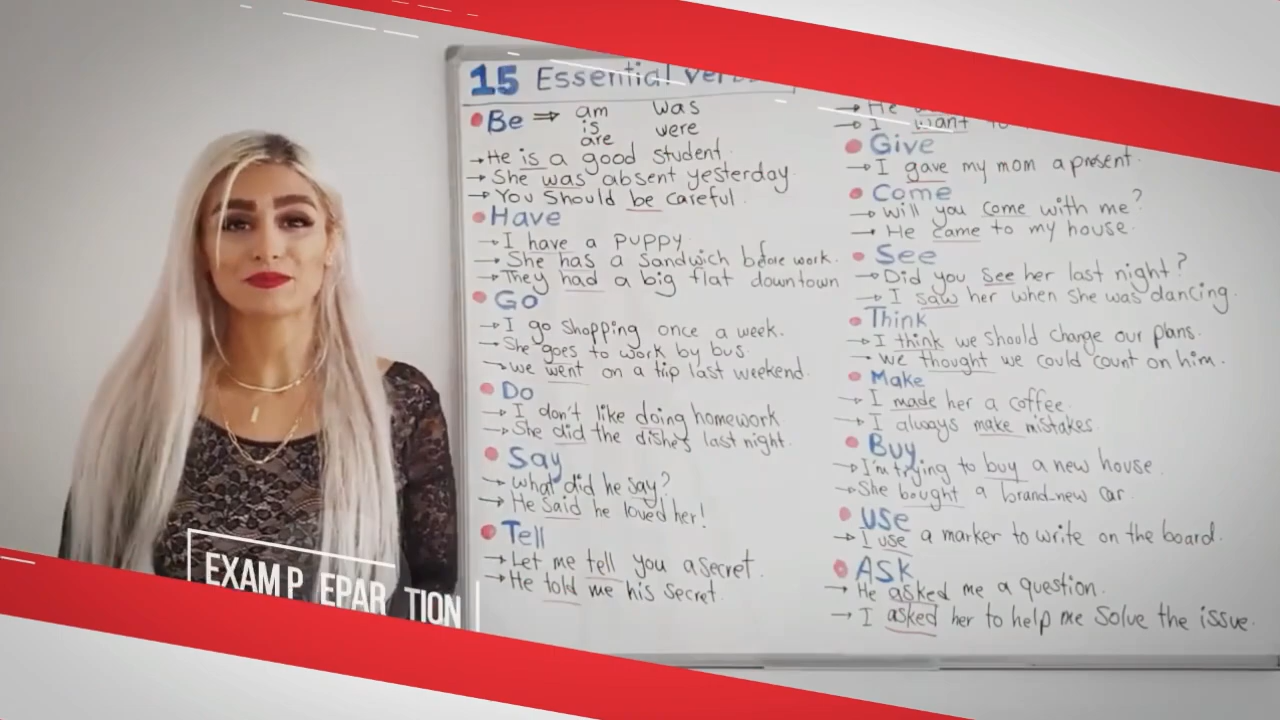 15 Essential
Be ⇒ am was
is were
are
→ He is a good student.
→ She was absent yesterday.
→ You should be careful.
Have
→ I have a puppy.
→ She has a sandwich before work.
→ They had a big flat downtown
Go
→ I go shopping once a week.
→ She goes to work by bus.
→ we went on a tip last weekend.
Do
→ I don't like doing homework
→ She did the dishes last night.
Say
→ what did he say?
→ He said he loved her!
Tell
→ Let me tell you a secret.
→ He told me his secret.
→ He
→ I want to
Give
→ I gave my mom a present.
Come
→ will you come with me?
→ He came to my house.
See
→ Did you see her last night?
→ I saw her when she was dancing.
Think
→ I think we should change our plans.
→ we thought we could count on him.
Make
→ I made her a coffee.
→ I always make mistakes.
Buy
→ I'm trying to buy a new house.
→ She bought a brand-new car.
use
→ I use a marker to write on the board.
Ask
→ He asked me a question.
→ I asked her to help me solve the issue.
EXAM P EPAR TION